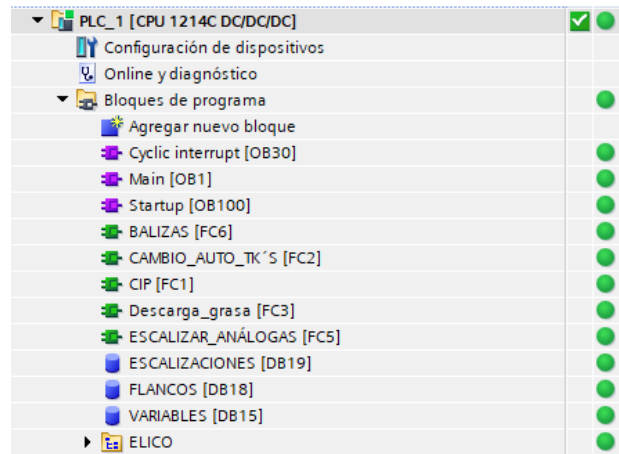 PLC_1 [CPU 1214C DC/DC/DC]
Configuración de dispositivos
Online y diagnóstico
Bloques de programa
Agregar nuevo bloque
Cyclic interrupt [OB30]
Main [OB1]
Startup [OB100]
BALIZAS [FC6]
CAMBIO_AUTO_TK´S [FC2]
CIP [FC1]
Descarga_grasa [FC3]
ESCALIZAR_ANÁLOGAS [FC5]
ESCALIZACIONES [DB19]
FLANCOS [DB18]
VARIABLES [DB15]
ELICO